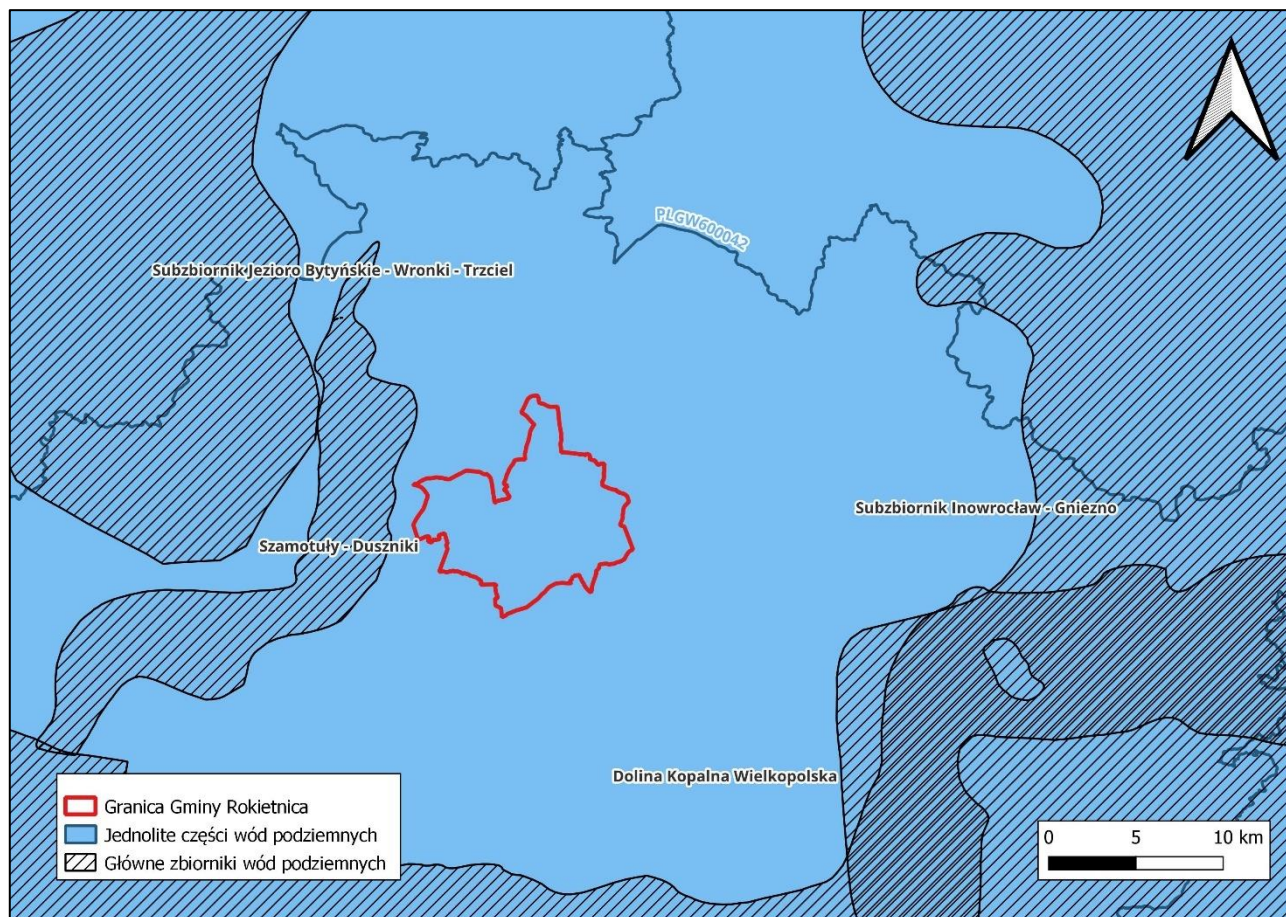 PLGW600042
Subzbiornik Jezioro Bytyńskie - Wronki - Trzciel
Subzbiornik Inowrocław - Gniezno
Szamotuły - Duszniki
Dolina Kopalna Wielkopolska
Granica Gminy Rokietnica
Jednolite części wód podziemnych
Główne zbiorniki wód podziemnych
0 5 10 km